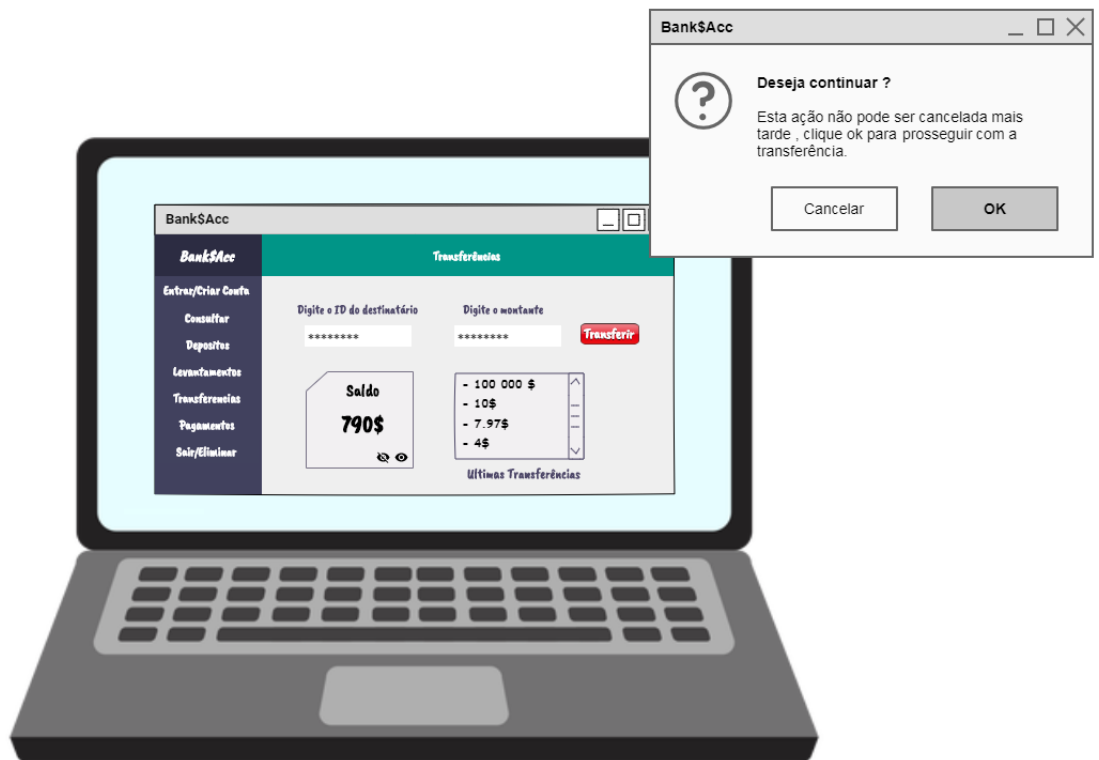 Bank$Acc
Deseja continuar ?
Esta ação não pode ser cancelada mais
tarde , clique ok para prosseguir com a
transferência.
Cancelar
OK
Bank$Acc
Bank$Acc
Transferências
Entrar/Criar Conta
Consultar
Depositos
Levantamentos
Transferencias
Pagamentos
Sair/Eliminar
Digite o ID do destinatário
********
Digite o montante
********
Transferir
Saldo
790$
- 100 000 $
- 10$
- 7.97$
- 4$
Ultimas Transferências